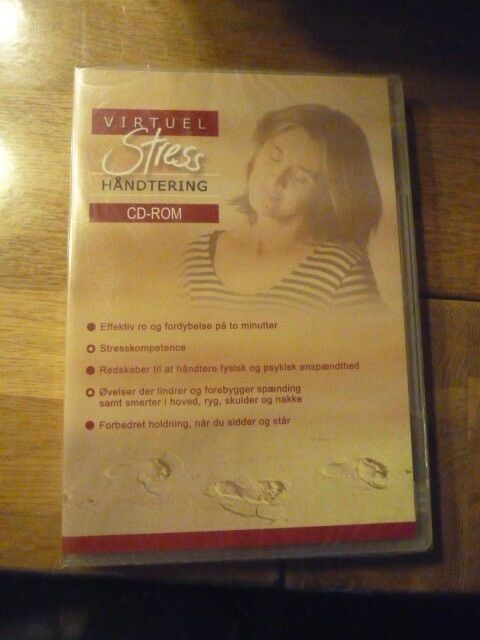 VIRTUEL
Stress
HÅNDTERING
CD-ROM
Effektiv ro og fordybelse på to minutter
Stresskompetence
Redskaber til at håndtere fysisk og psykisk anspændthed
Øvelser der lindrer og forebygger spænding
samt smerter i hoved, ryg, skulder og nakke
Forbedret holdning, når du sidder og står